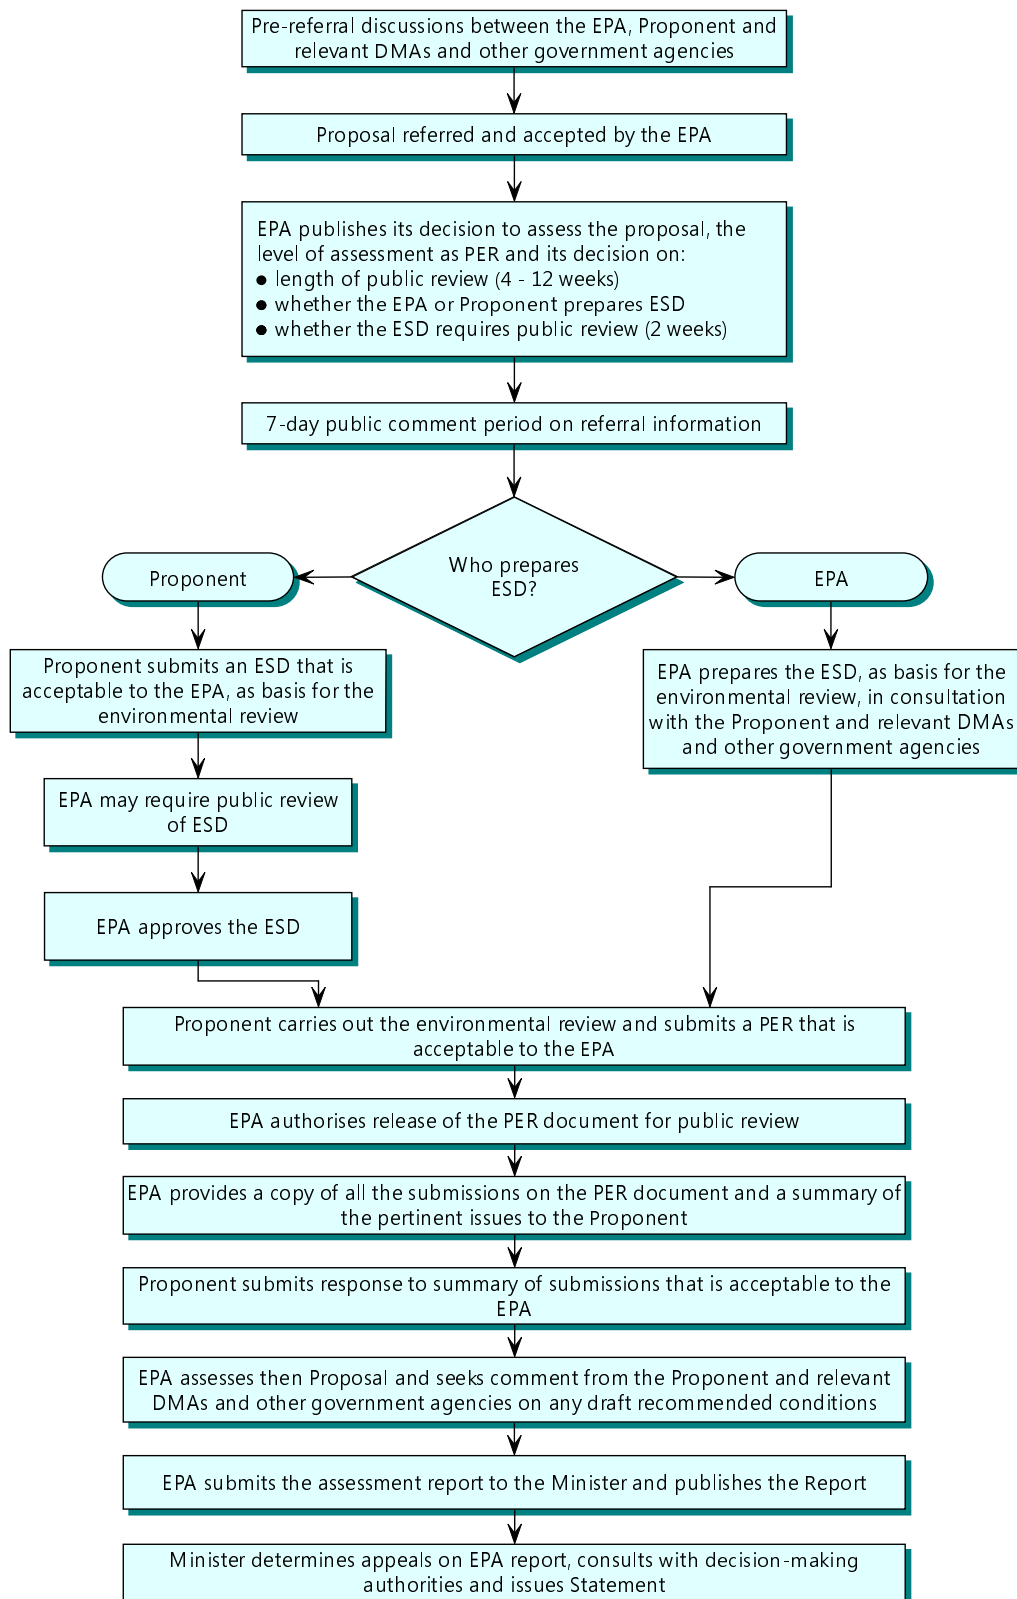 Pre-referral discussions between the EPA, Proponent and
relevant DMAs and other government agencies
Proposal referred and accepted by the EPA
EPA publishes its decision to assess the proposal, the
level of assessment as PER and its decision on:
● length of public review (4 - 12 weeks)
● whether the EPA or Proponent prepares ESD
● whether the ESD requires public review (2 weeks)
7-day public comment period on referral information
Who prepares
ESD?
Proponent
EPA
Proponent submits an ESD that is
acceptable to the EPA, as basis for the
environmental review
EPA prepares the ESD, as basis for the
environmental review, in consultation
with the Proponent and relevant DMAs
and other government agencies
EPA may require public review
of ESD
EPA approves the ESD
Proponent carries out the environmental review and submits a PER that is
acceptable to the EPA
EPA authorises release of the PER document for public review
EPA provides a copy of all the submissions on the PER document and a summary of
the pertinent issues to the Proponent
Proponent submits response to summary of submissions that is acceptable to the
EPA
EPA assesses then Proposal and seeks comment from the Proponent and relevant
DMAs and other government agencies on any draft recommended conditions
EPA submits the assessment report to the Minister and publishes the Report
Minister determines appeals on EPA report, consults with decision-making
authorities and issues Statement